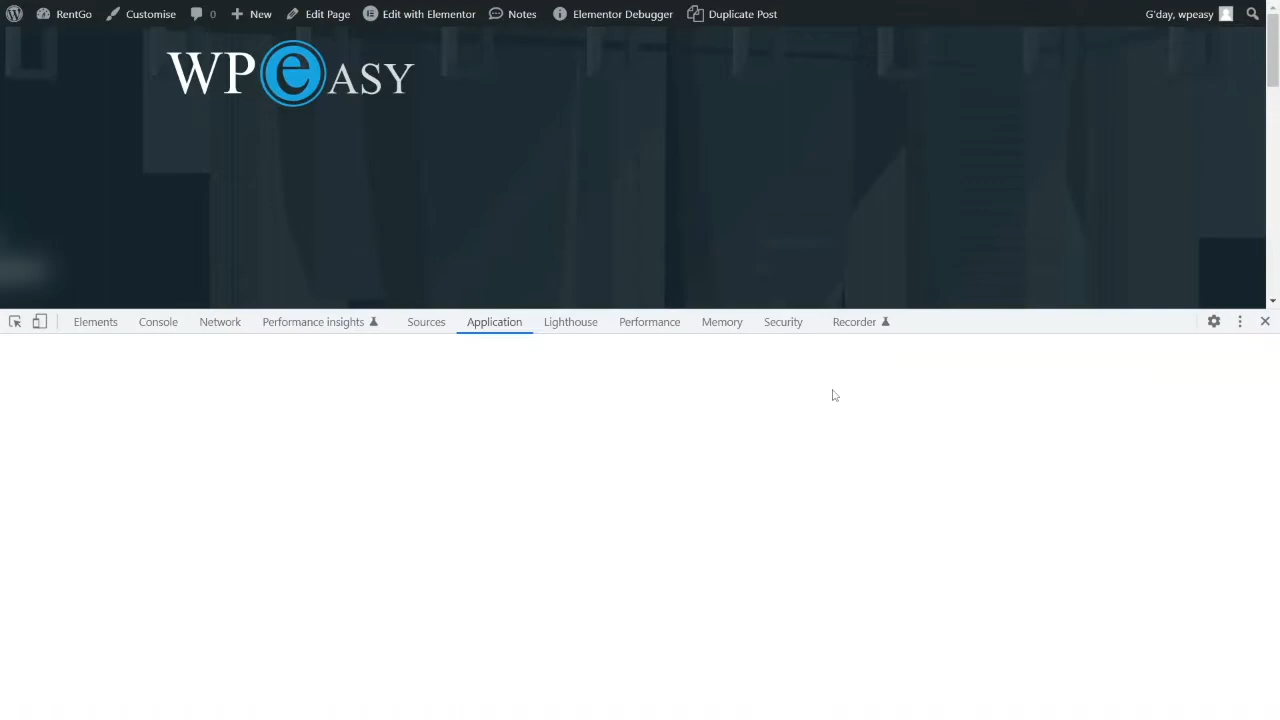 RentGo Customise 0 New Edit Page Edit with Elementor Notes Elementor Debugger Duplicate Post G'day, wpeasy
WPeASY
Elements Console Network Performance insights Sources Application Lighthouse Performance Memory Security Recorder